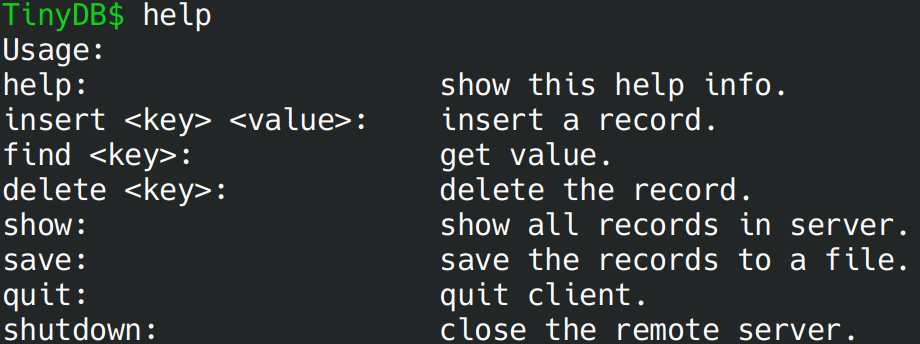 TinyDB$ help
Usage:
help: show this help info.
insert <key> <value>: insert a record.
find <key>: get value.
delete <key>: delete the record.
show: show all records in server.
save: save the records to a file.
quit: quit client.
shutdown: close the remote server.